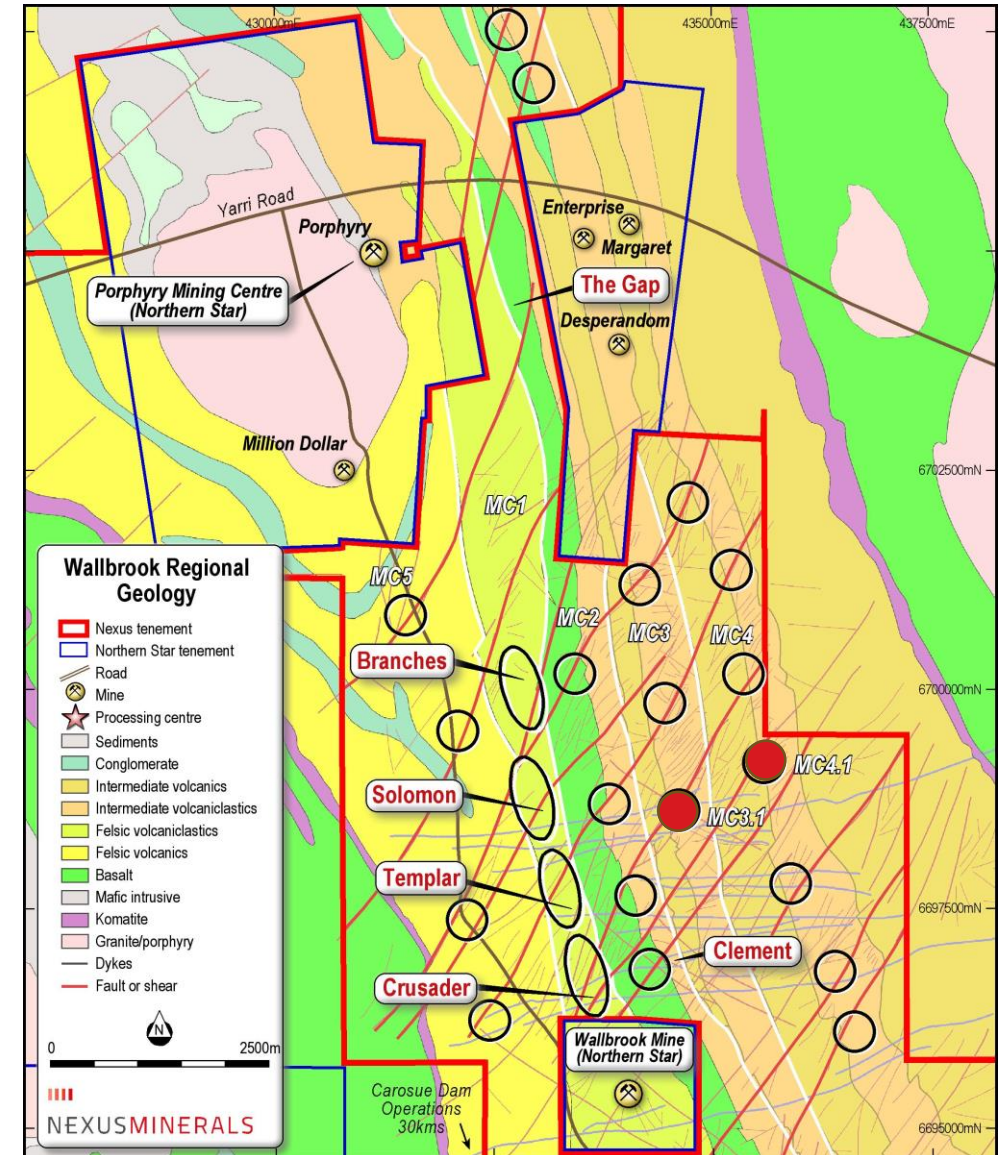 430000mE
435000mE
437500mE
Yarri Road
Porphyry
Enterprise
Margaret
Porphyry Mining Centre
(Northern Star)
The Gap
Desperandom
Million Dollar
6702500mN
MC1
MC5
MC2
MC3
MC4
Branches
6700000mN
MC4.1
Solomon
MC3.1
Templar
6697500mN
Clement
Crusader
Wallbrook Mine
(Northern Star)
Carosue Dam
Operations
30kms
6695000mN
Wallbrook Regional
Geology
Nexus tenement
Northern Star tenement
Road
Mine
Processing centre
Sediments
Conglomerate
Intermediate volcanics
Intermediate volcaniclastics
Felsic volcaniclastics
Felsic volcanics
Basalt
Mafic intrusive
Komatite
Granite/porphyry
Dykes
Fault or shear
N
0 2500m
NEXUSMINERALS